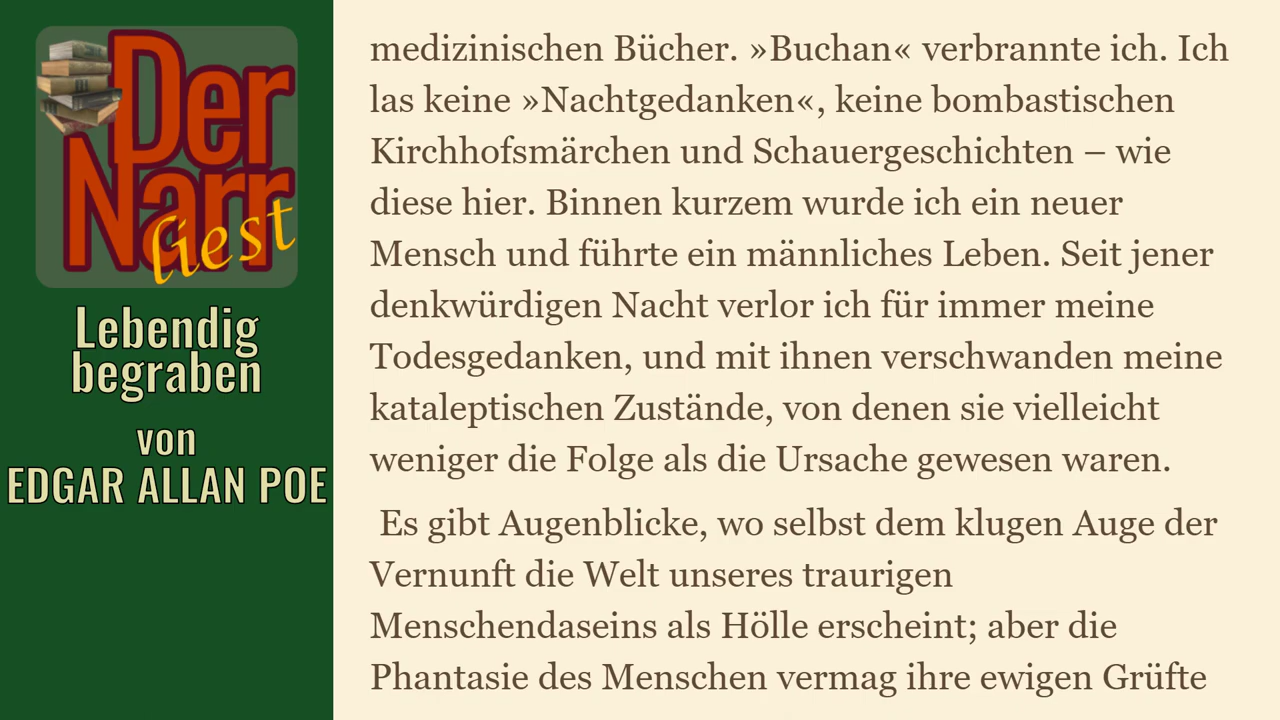 Der
Narr
liest
Lebendig
begraben
von
EDGAR ALLAN POE
medizinischen Bücher. »Buchan« verbrannte ich. Ich
las keine »Nachtgedanken«, keine bombastischen
Kirchhofsmärchen und Schauergeschichten – wie
diese hier. Binnen kurzem wurde ich ein neuer
Mensch und führte ein männliches Leben. Seit jener
denkwürdigen Nacht verlor ich für immer meine
Todesgedanken, und mit ihnen verschwanden meine
kataleptischen Zustände, von denen sie vielleicht
weniger die Folge als die Ursache gewesen waren.
Es gibt Augenblicke, wo selbst dem klugen Auge der
Vernunft die Welt unseres traurigen
Menschendaseins als Hölle erscheint; aber die
Phantasie des Menschen vermag ihre ewigen Grüfte